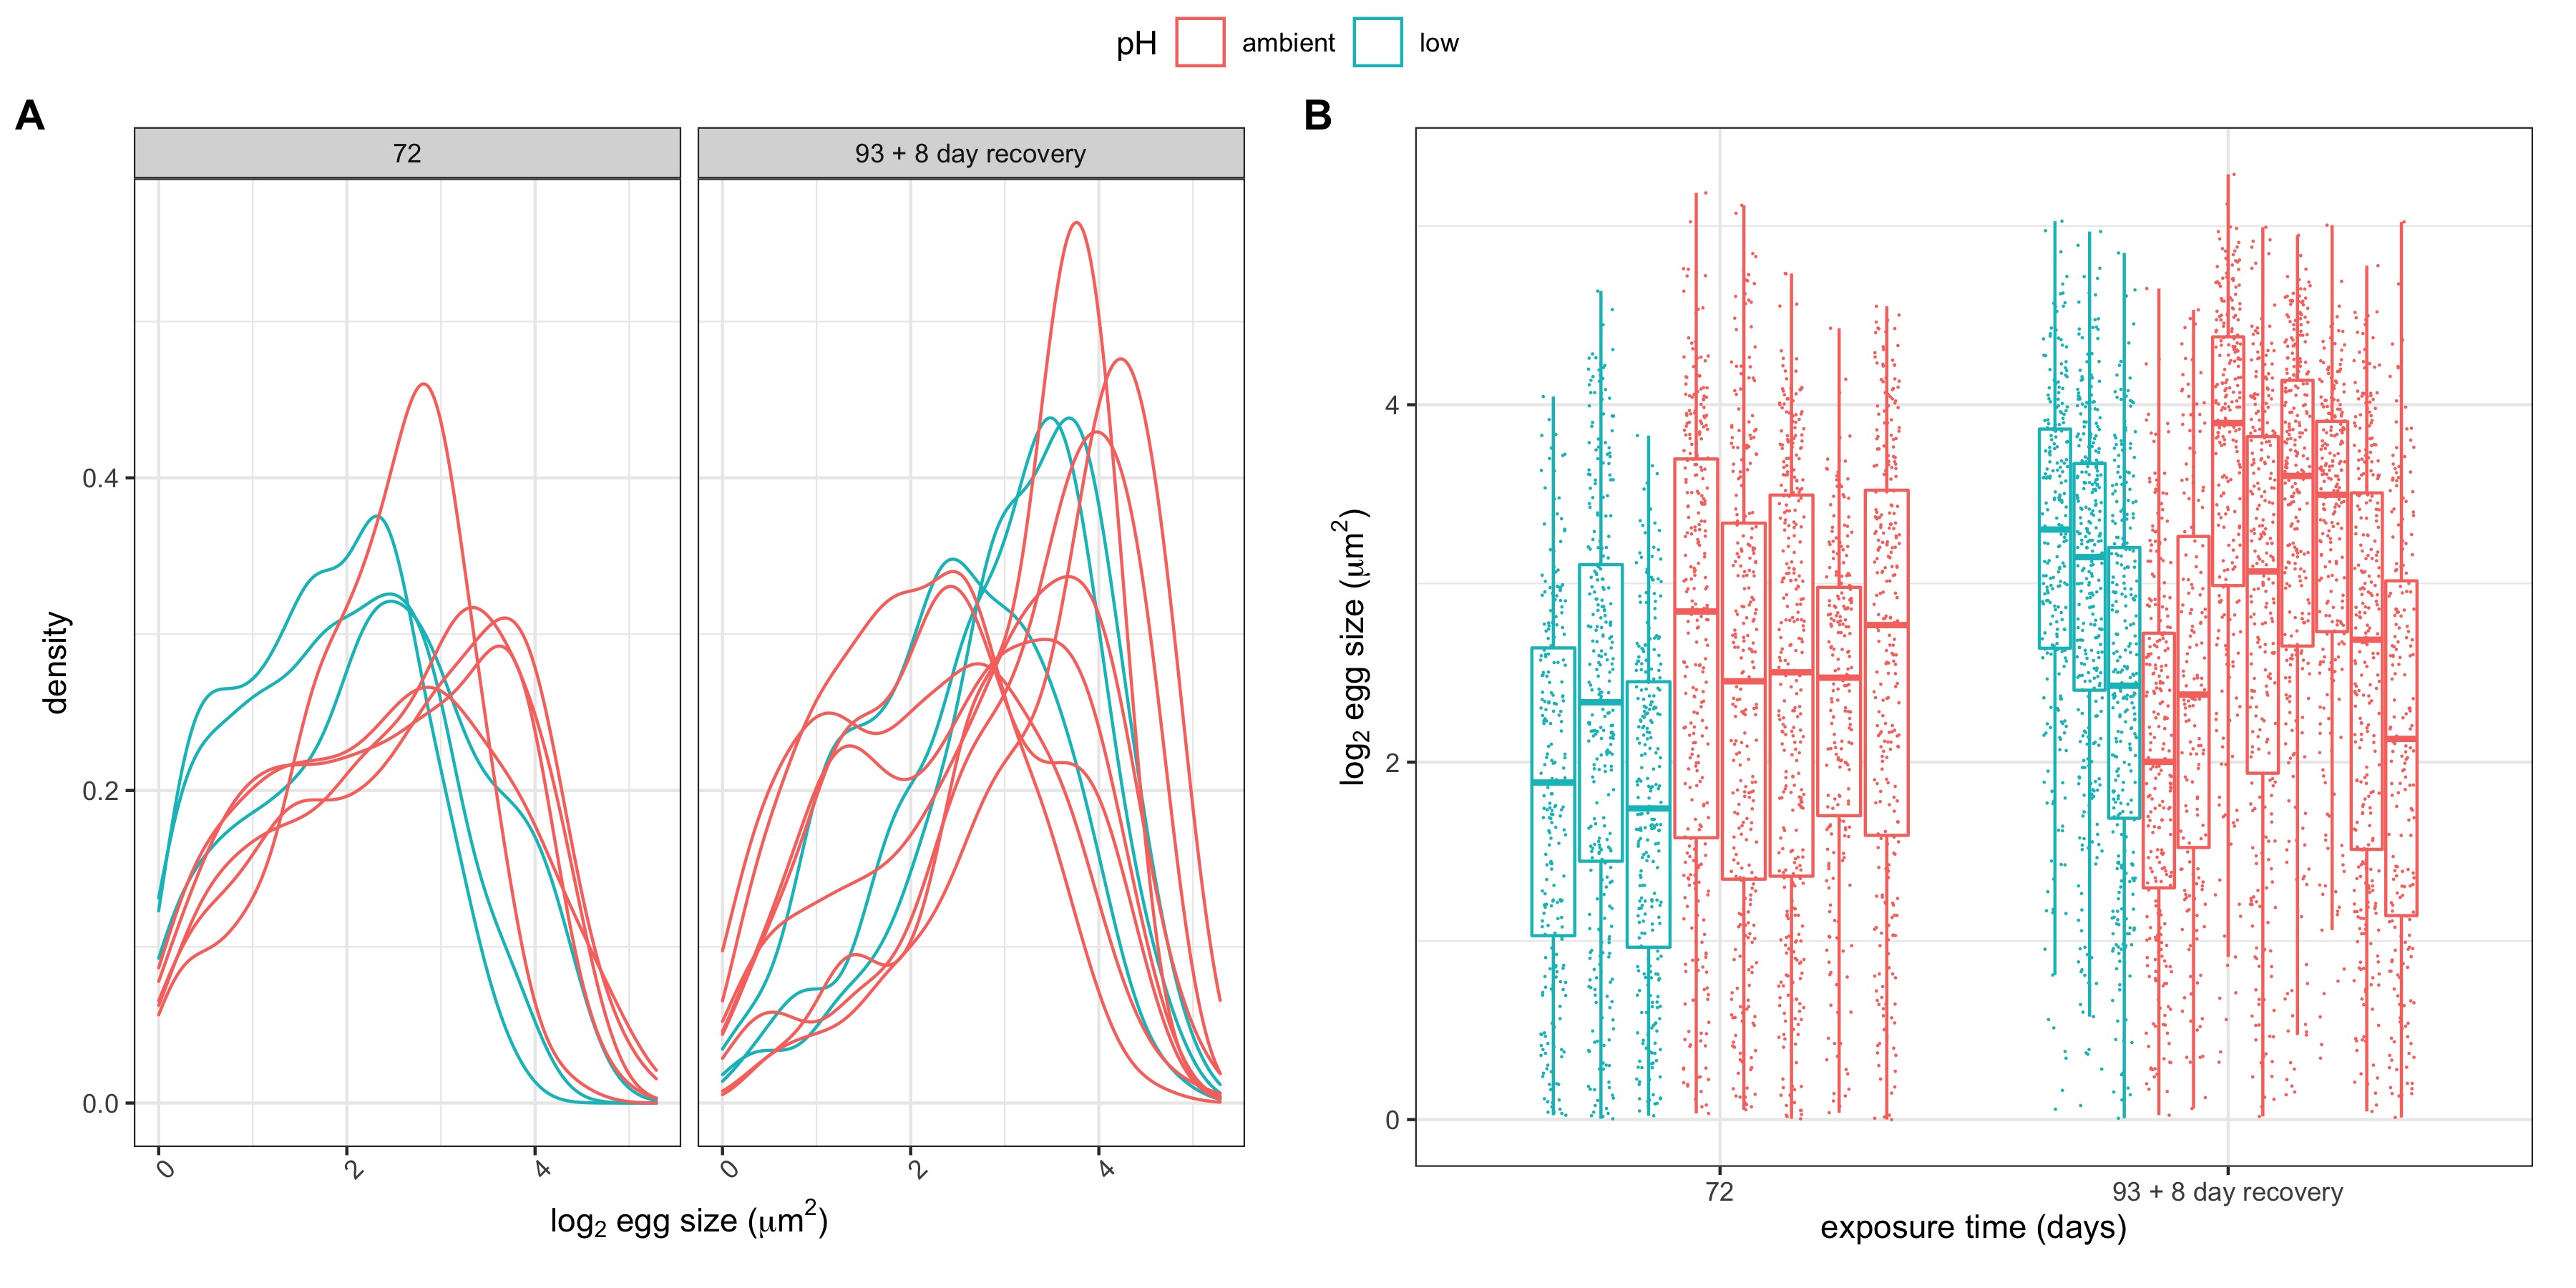 pH ambient low
A
72
93 + 8 day recovery
density
0.4
0.2
0.0
0 2 4
0 2 4
log₂ egg size (μm²)
B
log₂ egg size (μm²)
4
2
0
72
93 + 8 day recovery
exposure time (days)